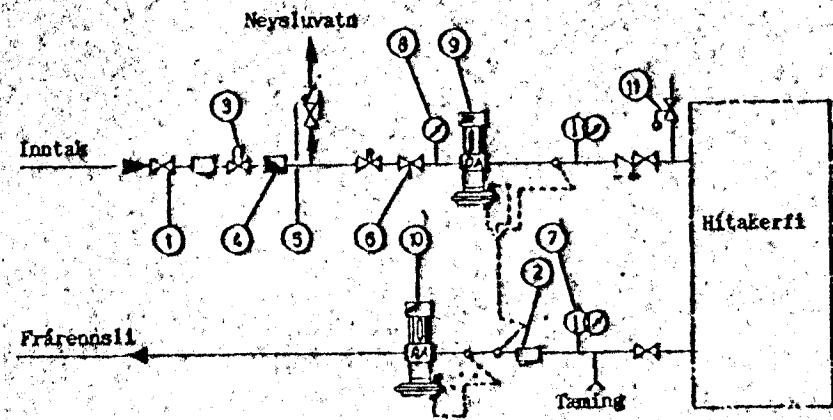 Neysluvatn
8
9
3
11
Inntak
1
4
5
6
10
7
2
Hitakerfi
Frárennsli
Tæming